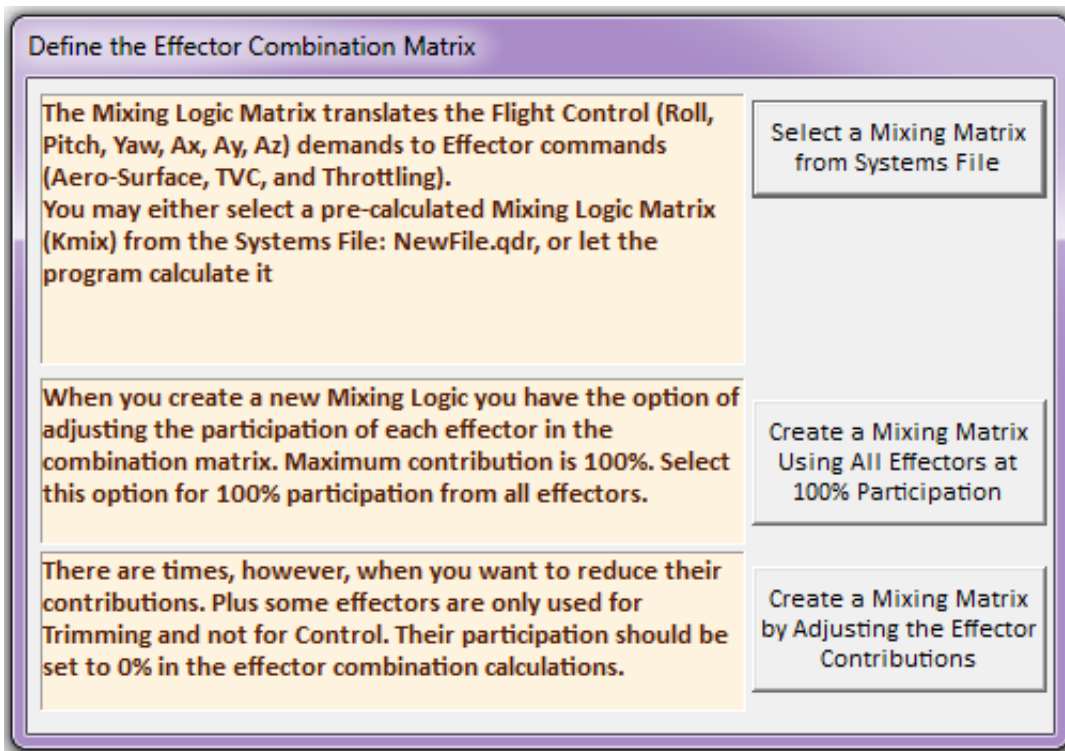 Define the Effector Combination Matrix
The Mixing Logic Matrix translates the Flight Control (Roll,
Pitch, Yaw, Ax, Ay, Az) demands to Effector commands
(Aero-Surface, TVC, and Throttling).
You may either select a pre-calculated Mixing Logic Matrix
(Kmix) from the Systems File: NewFile.qdr, or let the
program calculate it
Select a Mixing Matrix
from Systems File
When you create a new Mixing Logic you have the option of
adjusting the participation of each effector in the
combination matrix. Maximum contribution is 100%. Select
this option for 100% participation from all effectors.
Create a Mixing Matrix
Using All Effectors at
100% Participation
There are times, however, when you want to reduce their
contributions. Plus some effectors are only used for
Trimming and not for Control. Their participation should be
set to 0% in the effector combination calculations.
Create a Mixing Matrix
by Adjusting the Effector
Contributions